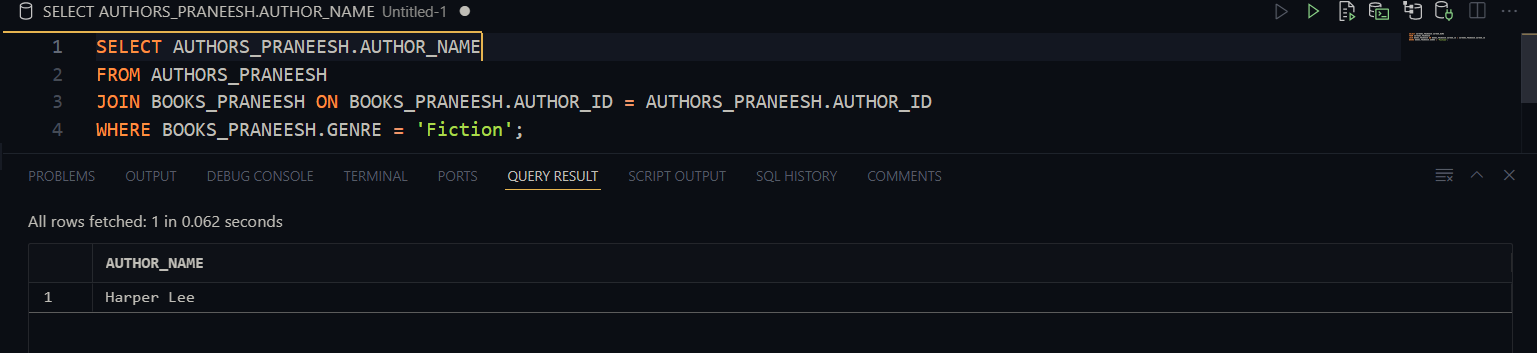 SELECT AUTHORS_PRANEESH.AUTHOR_NAME Untitled-1
1 SELECT AUTHORS_PRANEESH.AUTHOR_NAME
2 FROM AUTHORS_PRANEESH
3 JOIN BOOKS_PRANEESH ON BOOKS_PRANEESH.AUTHOR_ID = AUTHORS_PRANEESH.AUTHOR_ID
4 WHERE BOOKS_PRANEESH.GENRE = 'Fiction';
PROBLEMS OUTPUT DEBUG CONSOLE TERMINAL PORTS QUERY RESULT SCRIPT OUTPUT SQL HISTORY COMMENTS
All rows fetched: 1 in 0.062 seconds
AUTHOR_NAME
1 Harper Lee